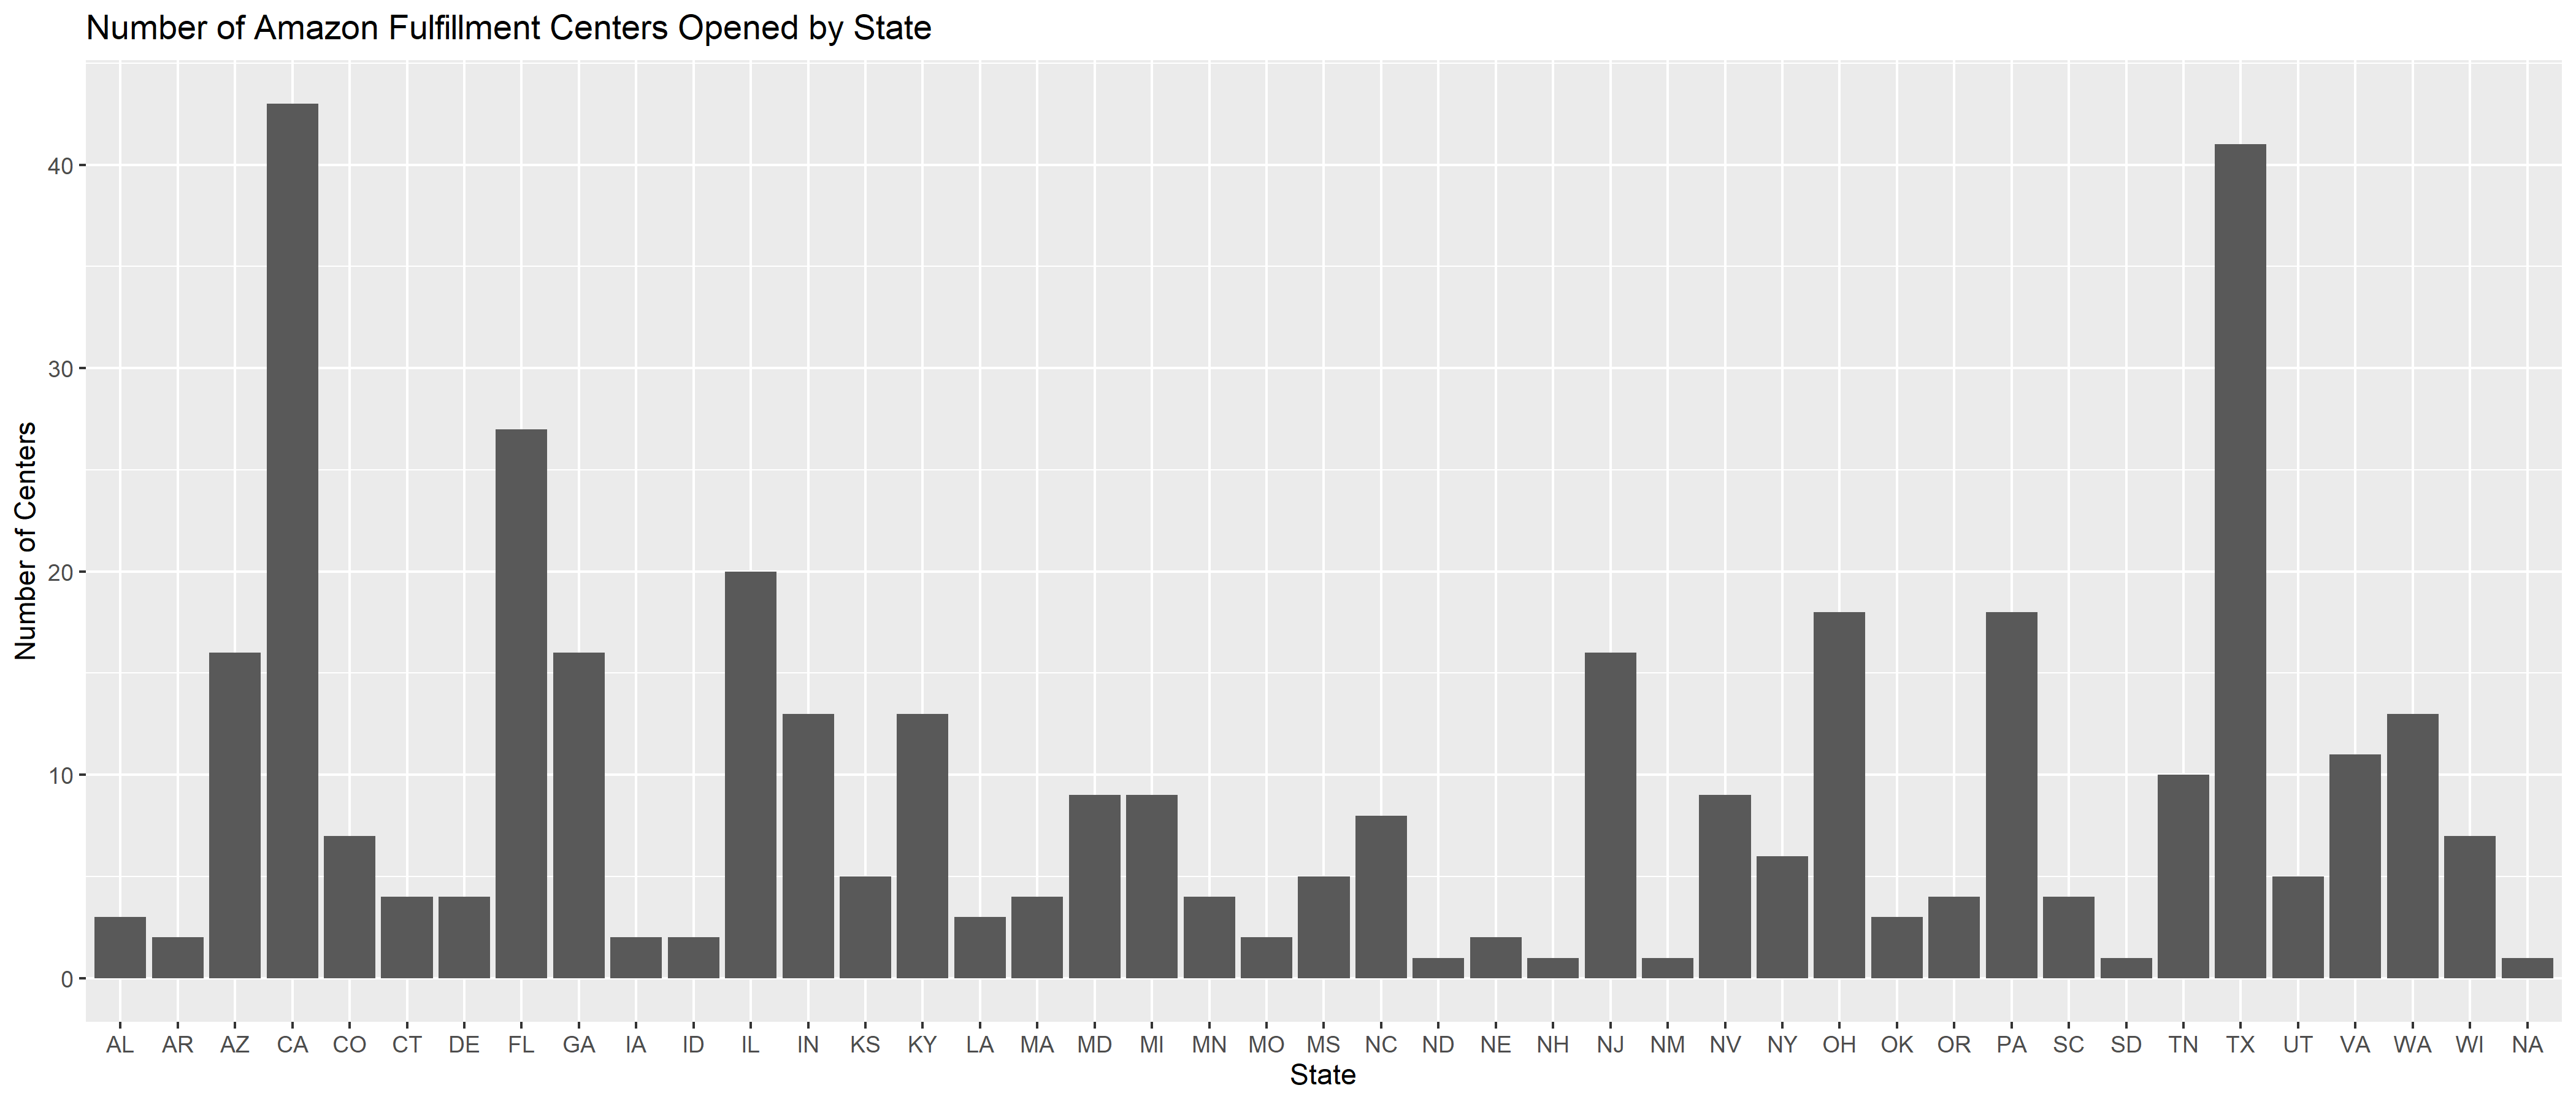 Number of Amazon Fulfillment Centers Opened by State
Number of Centers
40
30
20
10
0
AL AR AZ CA CO CT DE FL GA IA ID IL IN KS KY LA MA MD MI MN MO MS NC ND NE NH NJ NM NV NY OH OK OR PA SC SD TN TX UT VA WA WI NA
State